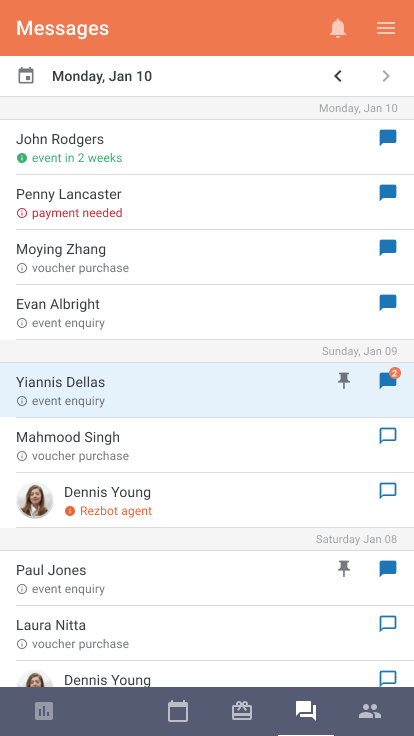 Messages
Monday, Jan 10
Monday, Jan 10
John Rodgers
event in 2 weeks
Penny Lancaster
payment needed
Moying Zhang
voucher purchase
Evan Albright
event enquiry
Sunday, Jan 09
Yiannis Dellas
2
event enquiry
Mahmood Singh
voucher purchase
Dennis Young
Rezbot agent
Saturday Jan 08
Paul Jones
event enquiry
Laura Nitta
voucher purchase
Dennis Young